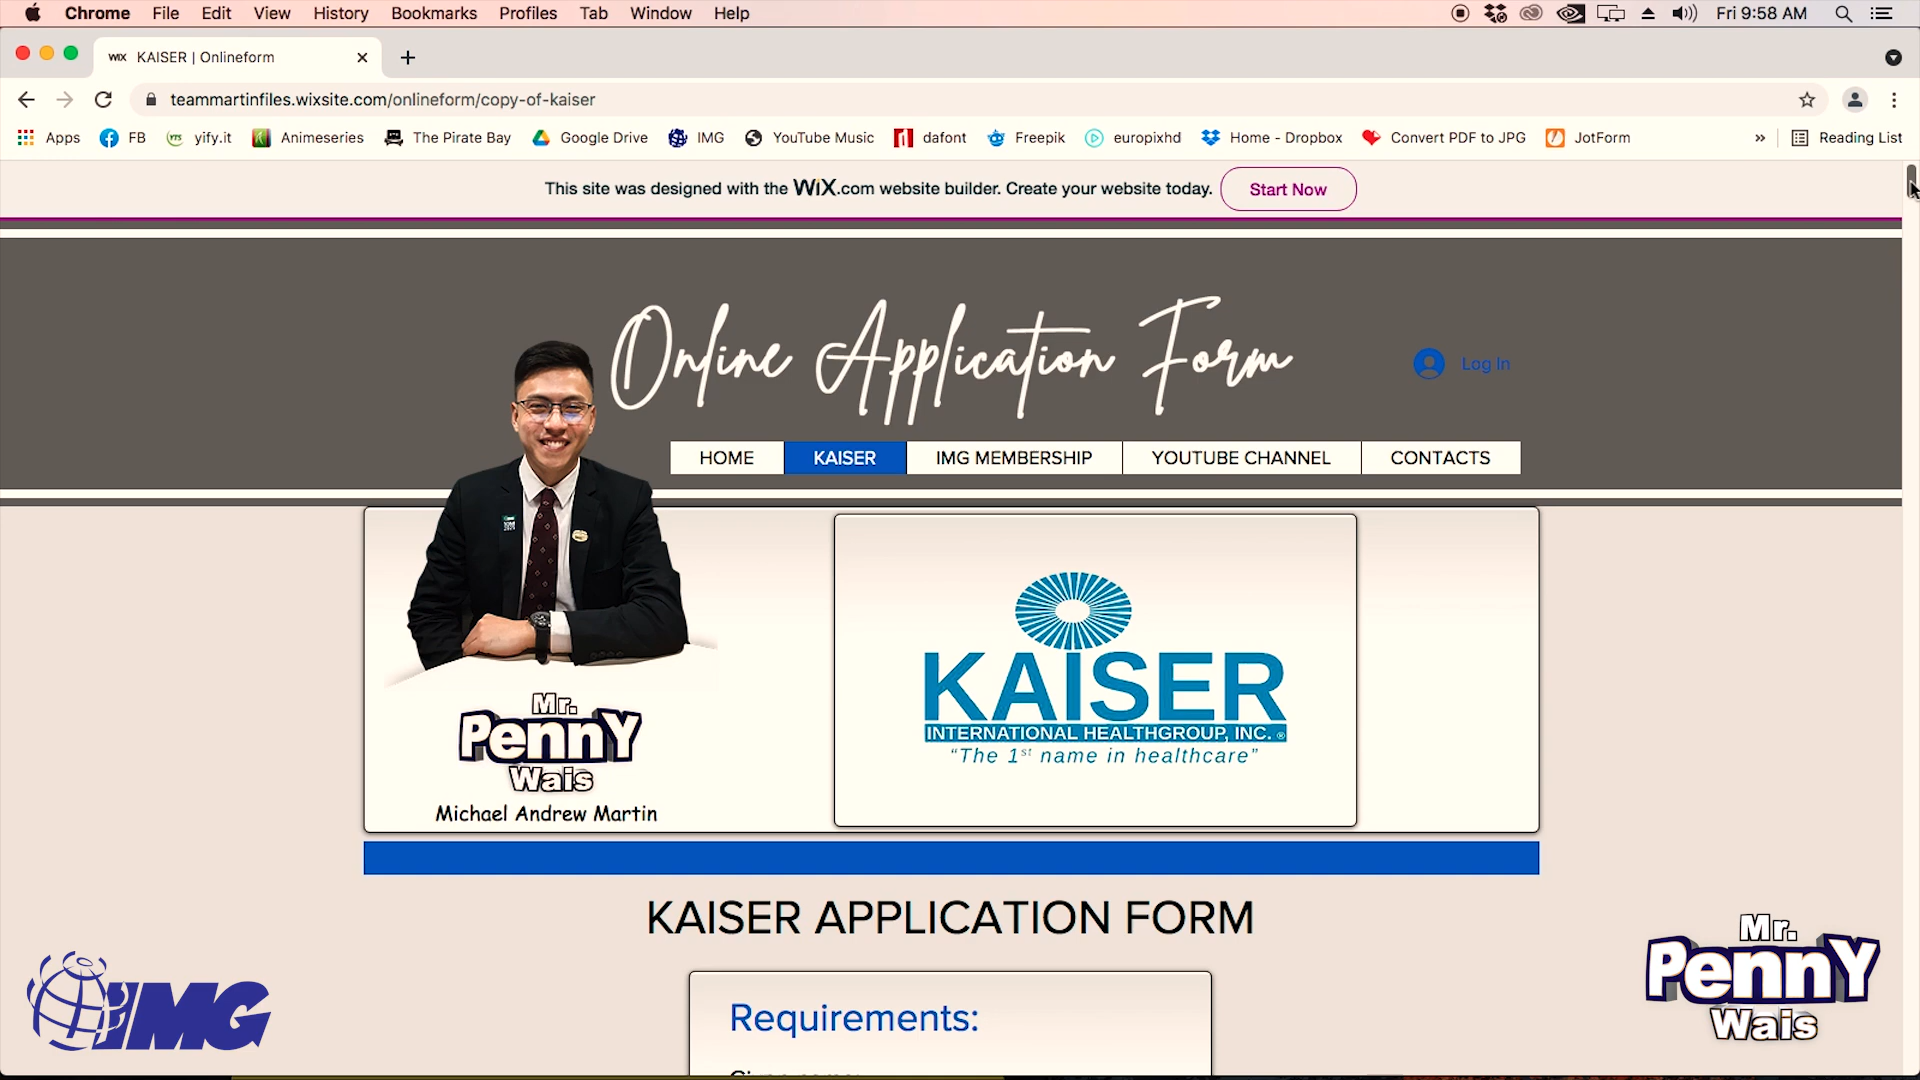 Chrome File Edit View History Bookmarks Profiles Tab Window Help Fri 9:58 AM
WiX KAISER | Onlineform
teammartinfiles.wixsite.com/onlineform/copy-of-kaiser
Apps FB YTS yify.it Animeseries The Pirate Bay Google Drive IMG YouTube Music dafont Freepik europixhd Home - Dropbox Convert PDF to JPG JotForm » Reading List
This site was designed with the WiX.com website builder. Create your website today. Start Now
Online Application Form
Log In
HOME KAISER IMG MEMBERSHIP YOUTUBE CHANNEL CONTACTS
KAISER
INTERNATIONAL HEALTHGROUP, INC. ®
“The 1st name in healthcare”
Mr.
PennY
Wais
Michael Andrew Martin
KAISER APPLICATION FORM
Requirements:
IMG
Mr.
PennY
Wais